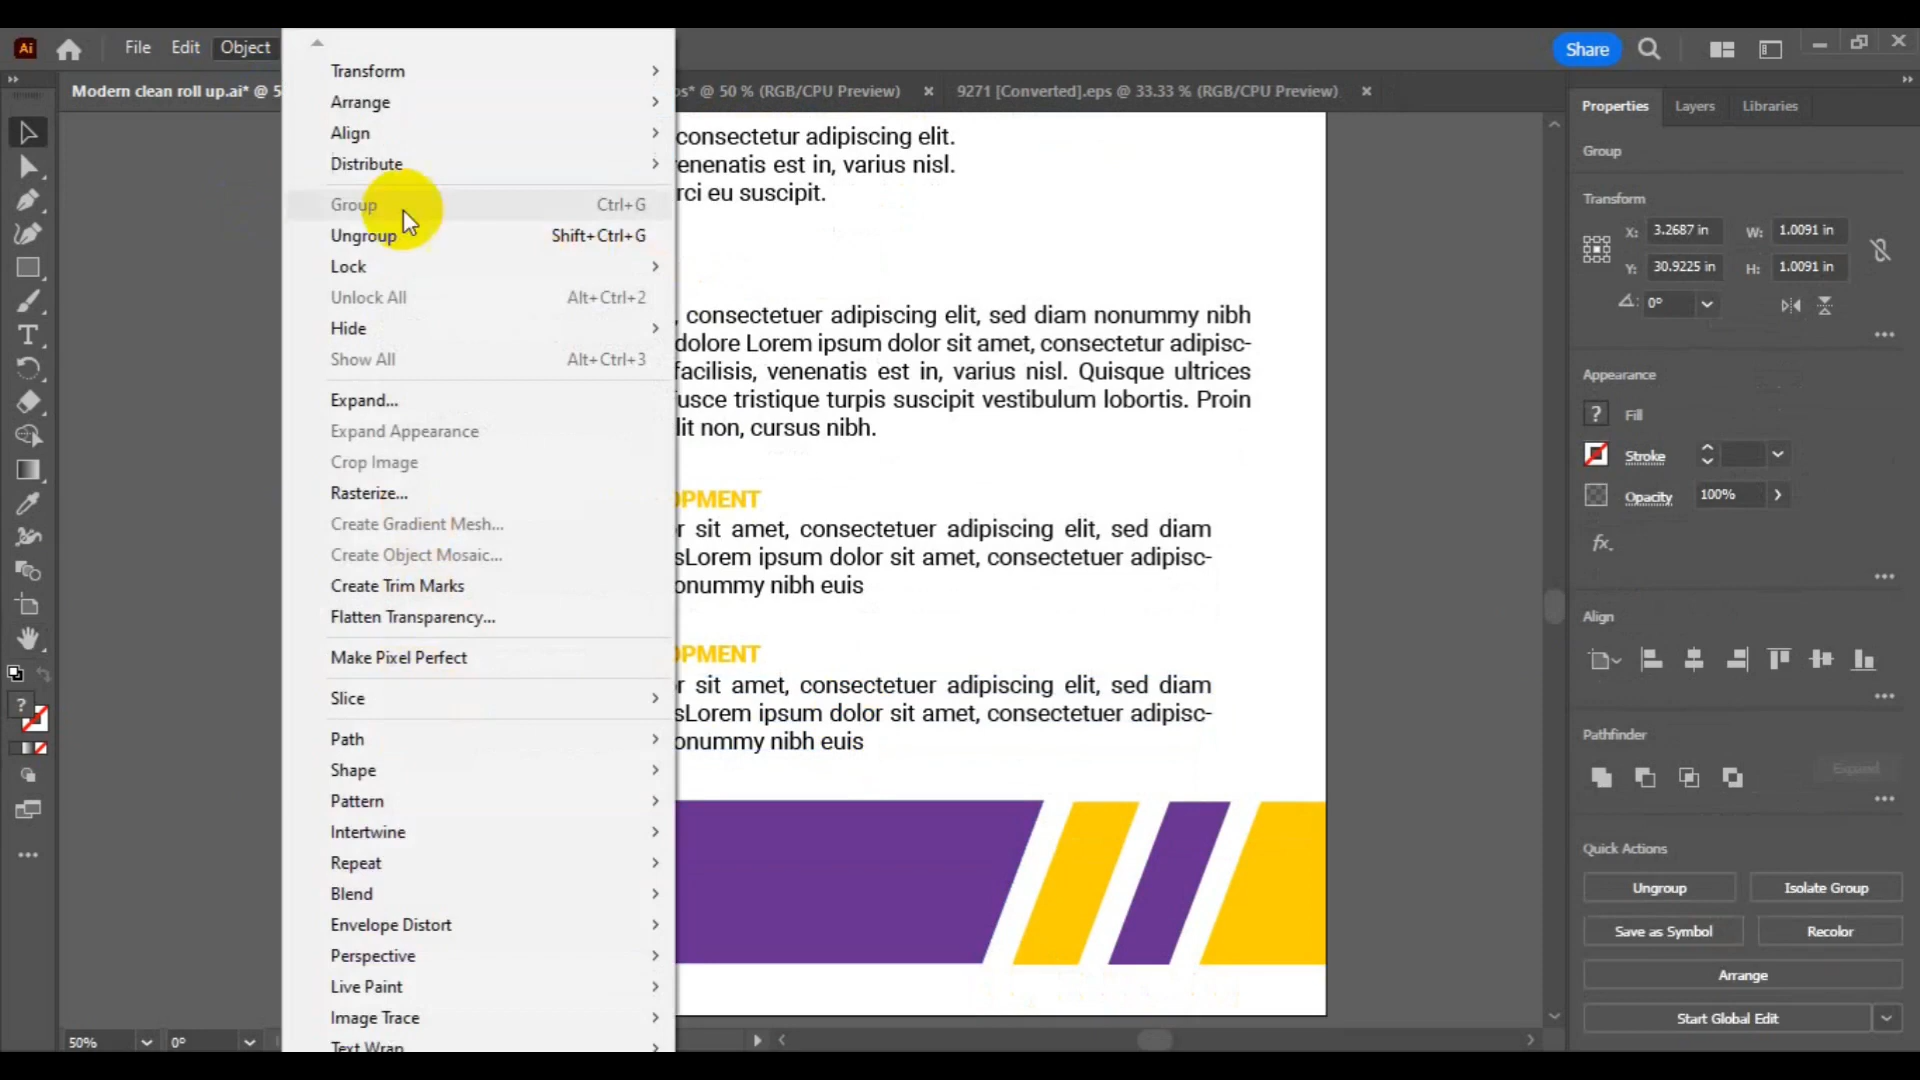 Ai File Edit Object Share
Modern clean roll up.ai* @ 5 ps* @ 50 % (RGB/CPU Preview) × 9271 [Converted].eps @ 33.33 % (RGB/CPU Preview) ×
Transform
Arrange
Align
Distribute
Group Ctrl+G
Ungroup Shift+Ctrl+G
Lock
Unlock All Alt+Ctrl+2
Hide
Show All Alt+Ctrl+3
Expand...
Expand Appearance
Crop Image
Rasterize...
Create Gradient Mesh...
Create Object Mosaic...
Create Trim Marks
Flatten Transparency...
Make Pixel Perfect
Slice
Path
Shape
Pattern
Intertwine
Repeat
Blend
Envelope Distort
Perspective
Live Paint
Image Trace
Text Wrap
consectetur adipiscing elit.
venenatis est in, varius nisl.
rci eu suscipit.
, consectetuer adipiscing elit, sed diam nonummy nibh
dolore Lorem ipsum dolor sit amet, consectetur adipisc-
facilisis, venenatis est in, varius nisl. Quisque ultrices
usce tristique turpis suscipit vestibulum lobortis. Proin
lit non, cursus nibh.
OPMENT
r sit amet, consectetuer adipiscing elit, sed diam
sLorem ipsum dolor sit amet, consectetuer adipisc-
onummy nibh euis
OPMENT
r sit amet, consectetuer adipiscing elit, sed diam
sLorem ipsum dolor sit amet, consectetuer adipisc-
onummy nibh euis
50% 0°
Properties Layers Libraries
Group
Transform
X: 3.2687 in W: 1.0091 in
Y: 30.9225 in H: 1.0091 in
0°
Appearance
? Fill
Stroke
Opacity 100%
fx.
Align
Pathfinder
Expand
Quick Actions
Ungroup Isolate Group
Save as Symbol Recolor
Arrange
Start Global Edit